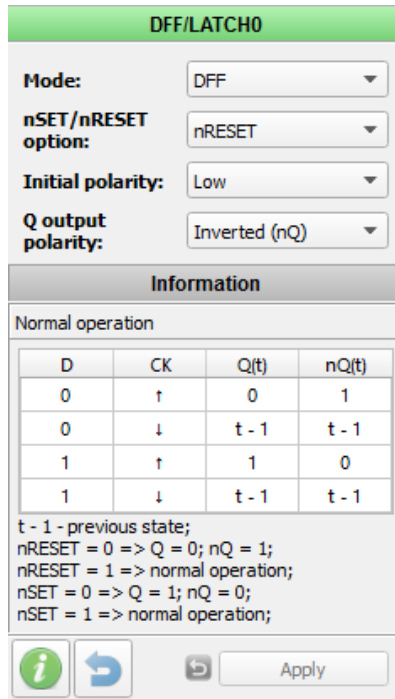 DFF/LATCH0
Mode: DFF
nSET/nRESET
option: nRESET
Initial polarity: Low
Q output
polarity: Inverted (nQ)
Information
Normal operation
D CK Q(t) nQ(t)
0 ↑ 0 1
0 ↓ t - 1 t - 1
1 ↑ 1 0
1 ↓ t - 1 t - 1
t - 1 - previous state;
nRESET = 0 => Q = 0; nQ = 1;
nRESET = 1 => normal operation;
nSET = 0 => Q = 1; nQ = 0;
nSET = 1 => normal operation;
i
Apply